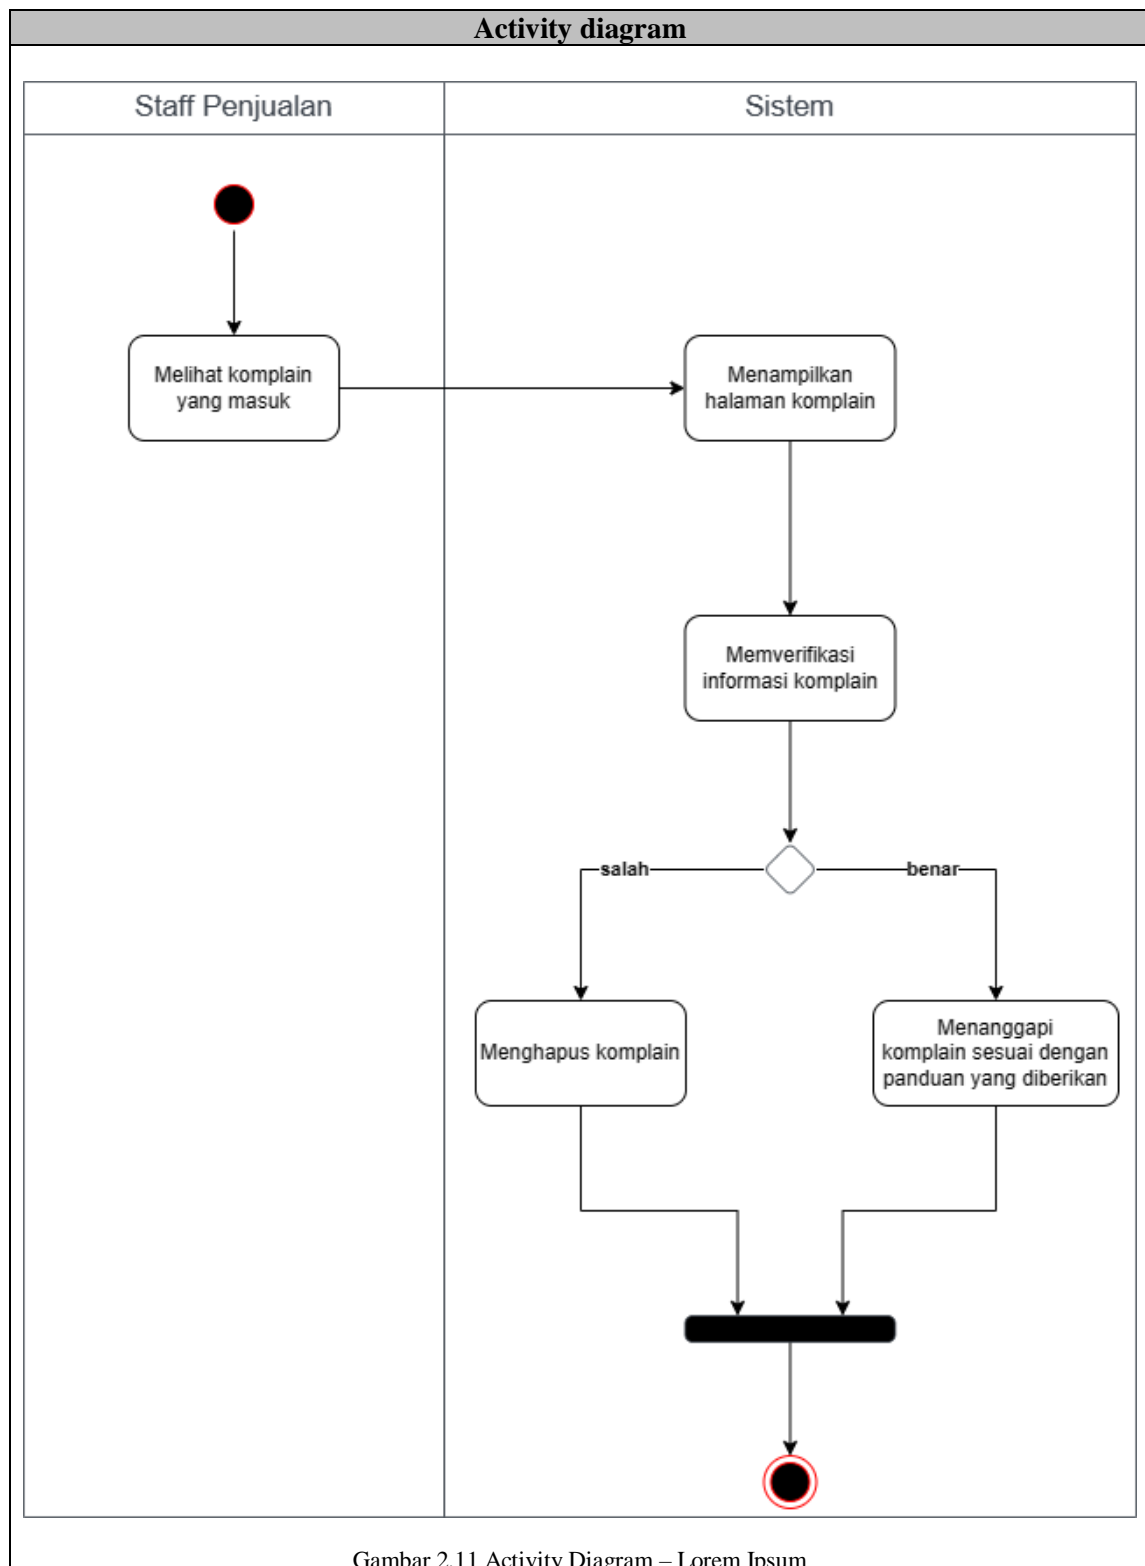 Activity diagram
Staff Penjualan
Sistem
Melihat komplain
yang masuk
Menampilkan
halaman komplain
Memverifikasi
informasi komplain
salah
benar
Menghapus komplain
Menanggapi
komplain sesuai dengan
panduan yang diberikan
Gambar 2.11 Activity Diagram – Lorem Ipsum